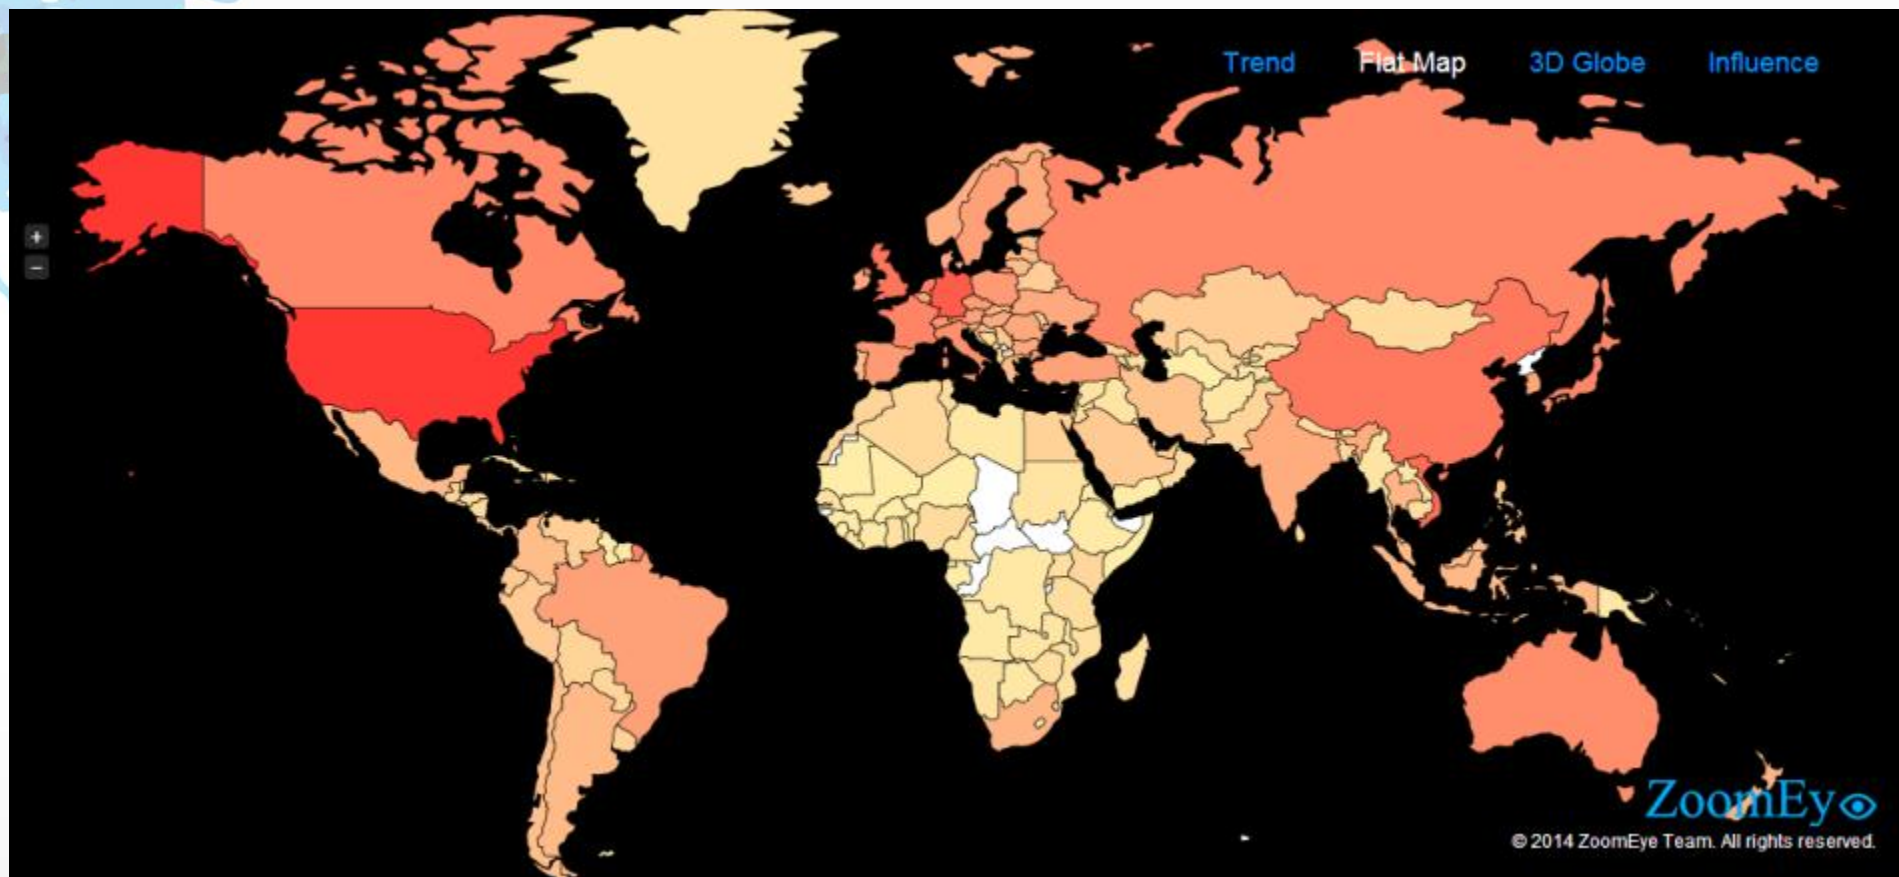 Trend Flat Map 3D Globe Influence
+
−
ZoomEye
© 2014 ZoomEye Team. All rights reserved.